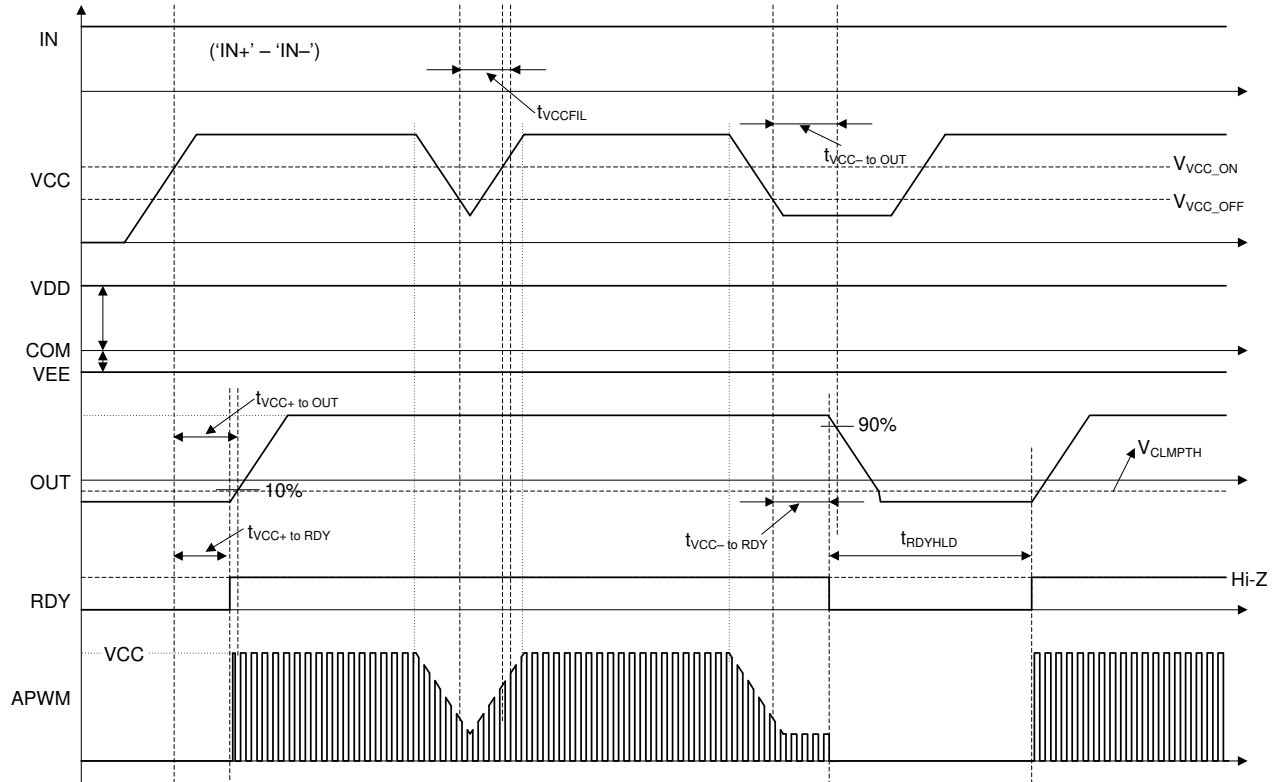 IN
('IN+' – 'IN–')
tVCCFIL
tVCC– to OUT
VCC
VVCC_ON
VVCC_OFF
VDD
COM
VEE
tVCC+ to OUT
90%
VCLMPTH
OUT
10%
tVCC+ to RDY
tVCC– to RDY
tRDYHLD
Hi-Z
RDY
VCC
APWM